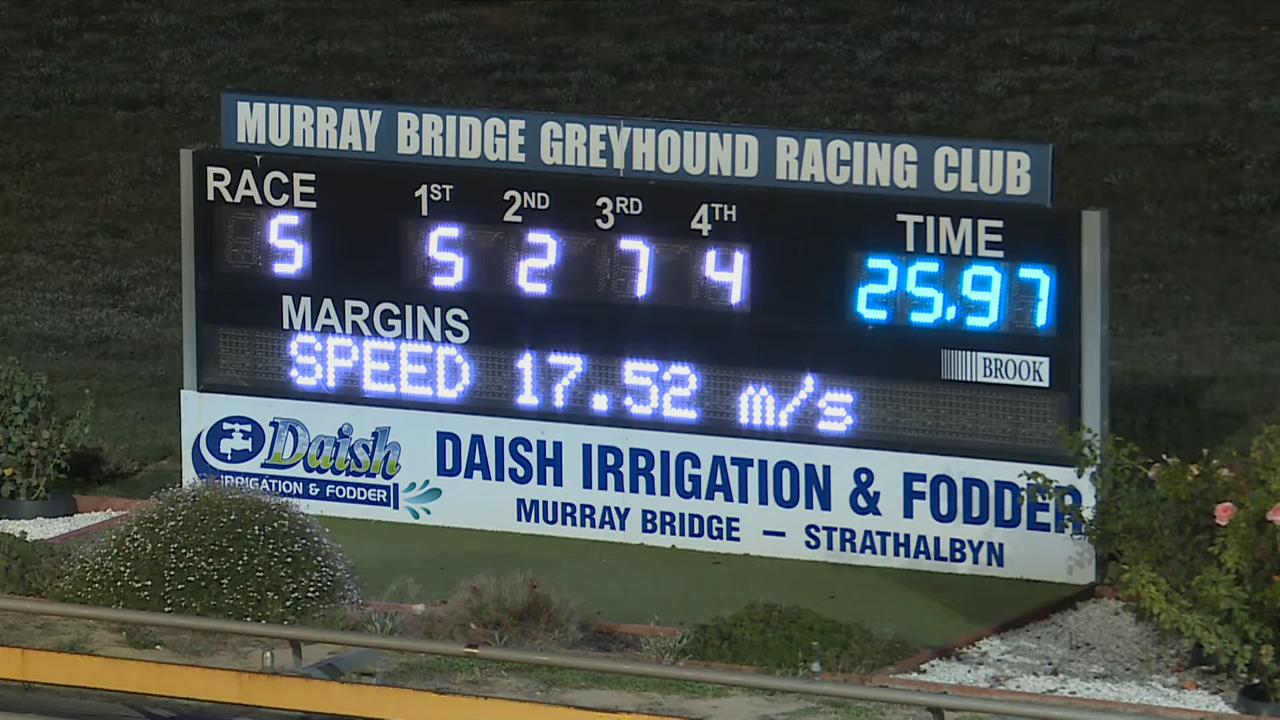 MURRAY BRIDGE GREYHOUND RACING CLUB
RACE 1ST 2ND 3RD 4TH TIME
5 5 2 7 4 25.97
MARGINS
BROOK
SPEED 17.52 m/s
Daish
IRRIGATION & FODDER
DAISH IRRIGATION & FODDER
MURRAY BRIDGE – STRATHALBYN